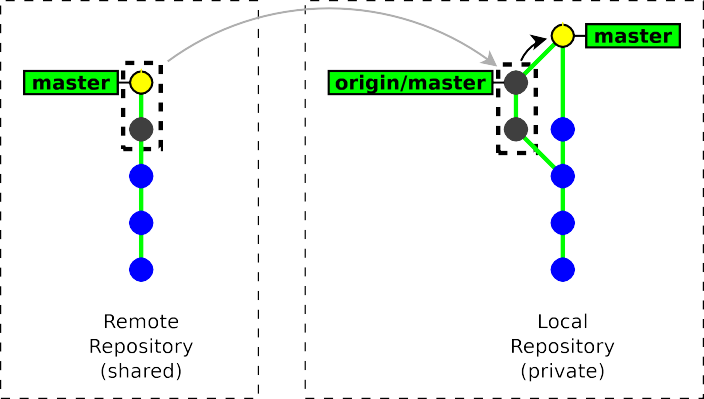 master
Remote
Repository
(shared)
origin/master
master
Local
Repository
(private)